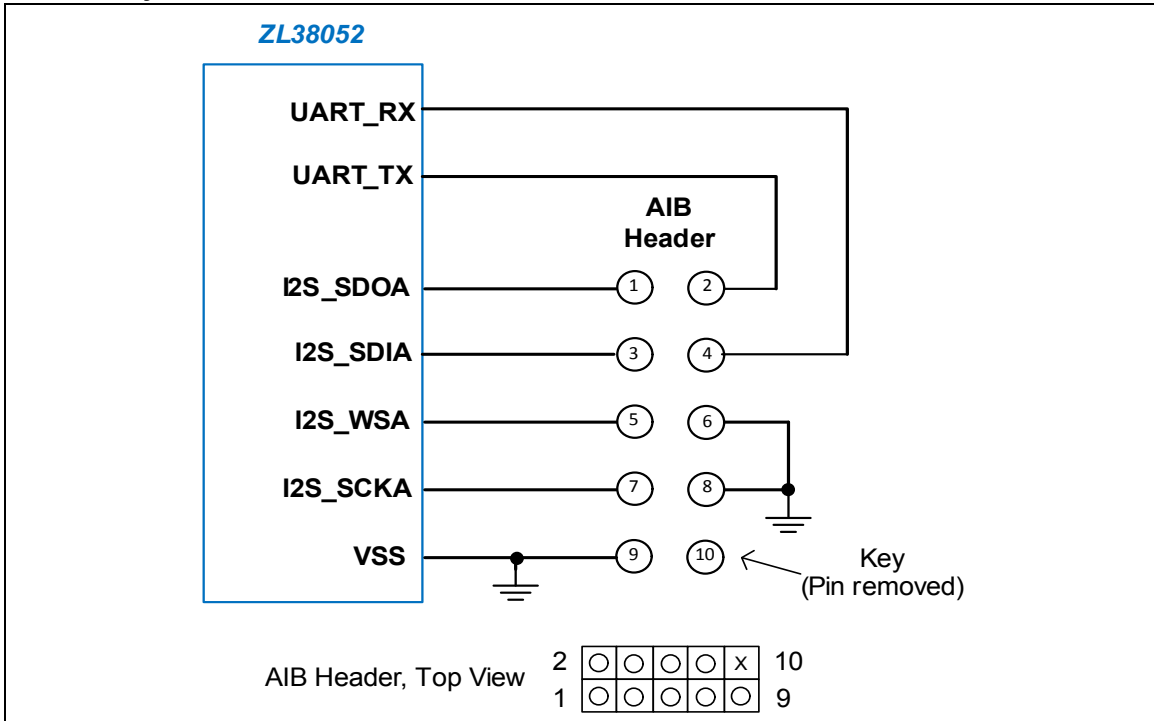 ZL38052
UART_RX
UART_TX
AIB
Header
I2S_SDOA 1 2
I2S_SDIA 3 4
I2S_WSA 5 6
I2S_SCKA 7 8
VSS 9 10
Key
(Pin removed)
AIB Header, Top View
2 X 10
1 9